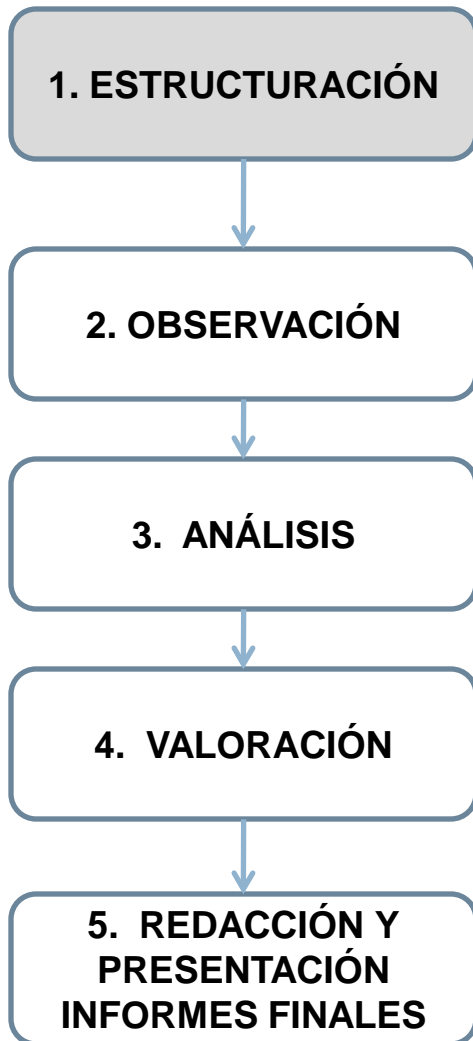 1. ESTRUCTURACIÓN
2. OBSERVACIÓN
3. ANÁLISIS
4. VALORACIÓN
5. REDACCIÓN Y
PRESENTACIÓN
INFORMES FINALES